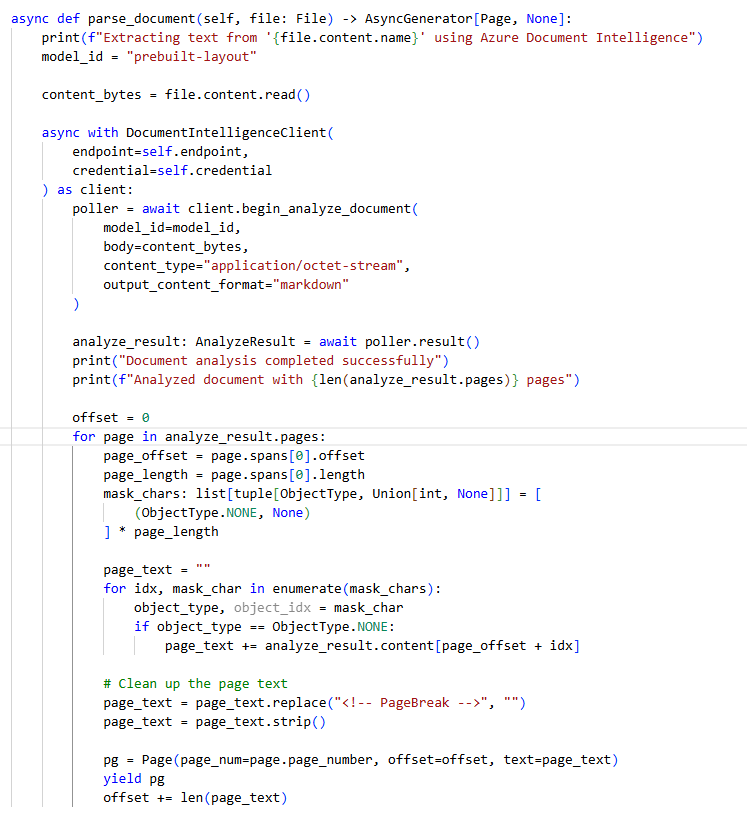 async def parse_document(self, file: File) -> AsyncGenerator[Page, None]:
    print(f"Extracting text from '{file.content.name}' using Azure Document Intelligence")
    model_id = "prebuilt-layout"

    content_bytes = file.content.read()

    async with DocumentIntelligenceClient(
        endpoint=self.endpoint,
        credential=self.credential
    ) as client:
        poller = await client.begin_analyze_document(
            model_id=model_id,
            body=content_bytes,
            content_type="application/octet-stream",
            output_content_format="markdown"
        )

        analyze_result: AnalyzeResult = await poller.result()
        print("Document analysis completed successfully")
        print(f"Analyzed document with {len(analyze_result.pages)} pages")

        offset = 0
        for page in analyze_result.pages:
            page_offset = page.spans[0].offset
            page_length = page.spans[0].length
            mask_chars: list[tuple[ObjectType, Union[int, None]]] = [
                (ObjectType.NONE, None)
            ] * page_length

            page_text = ""
            for idx, mask_char in enumerate(mask_chars):
                object_type, object_idx = mask_char
                if object_type == ObjectType.NONE:
                    page_text += analyze_result.content[page_offset + idx]

            # Clean up the page text
            page_text = page_text.replace("<!-- PageBreak -->", "")
            page_text = page_text.strip()

            pg = Page(page_num=page.page_number, offset=offset, text=page_text)
            yield pg
            offset += len(page_text)